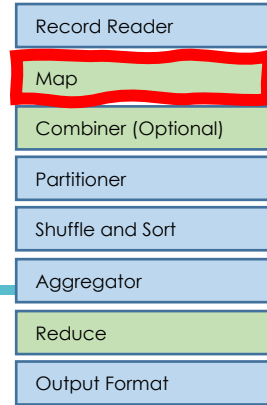 Record Reader
Map
Combiner (Optional)
Partitioner
Shuffle and Sort
Aggregator
Reduce
Output Format